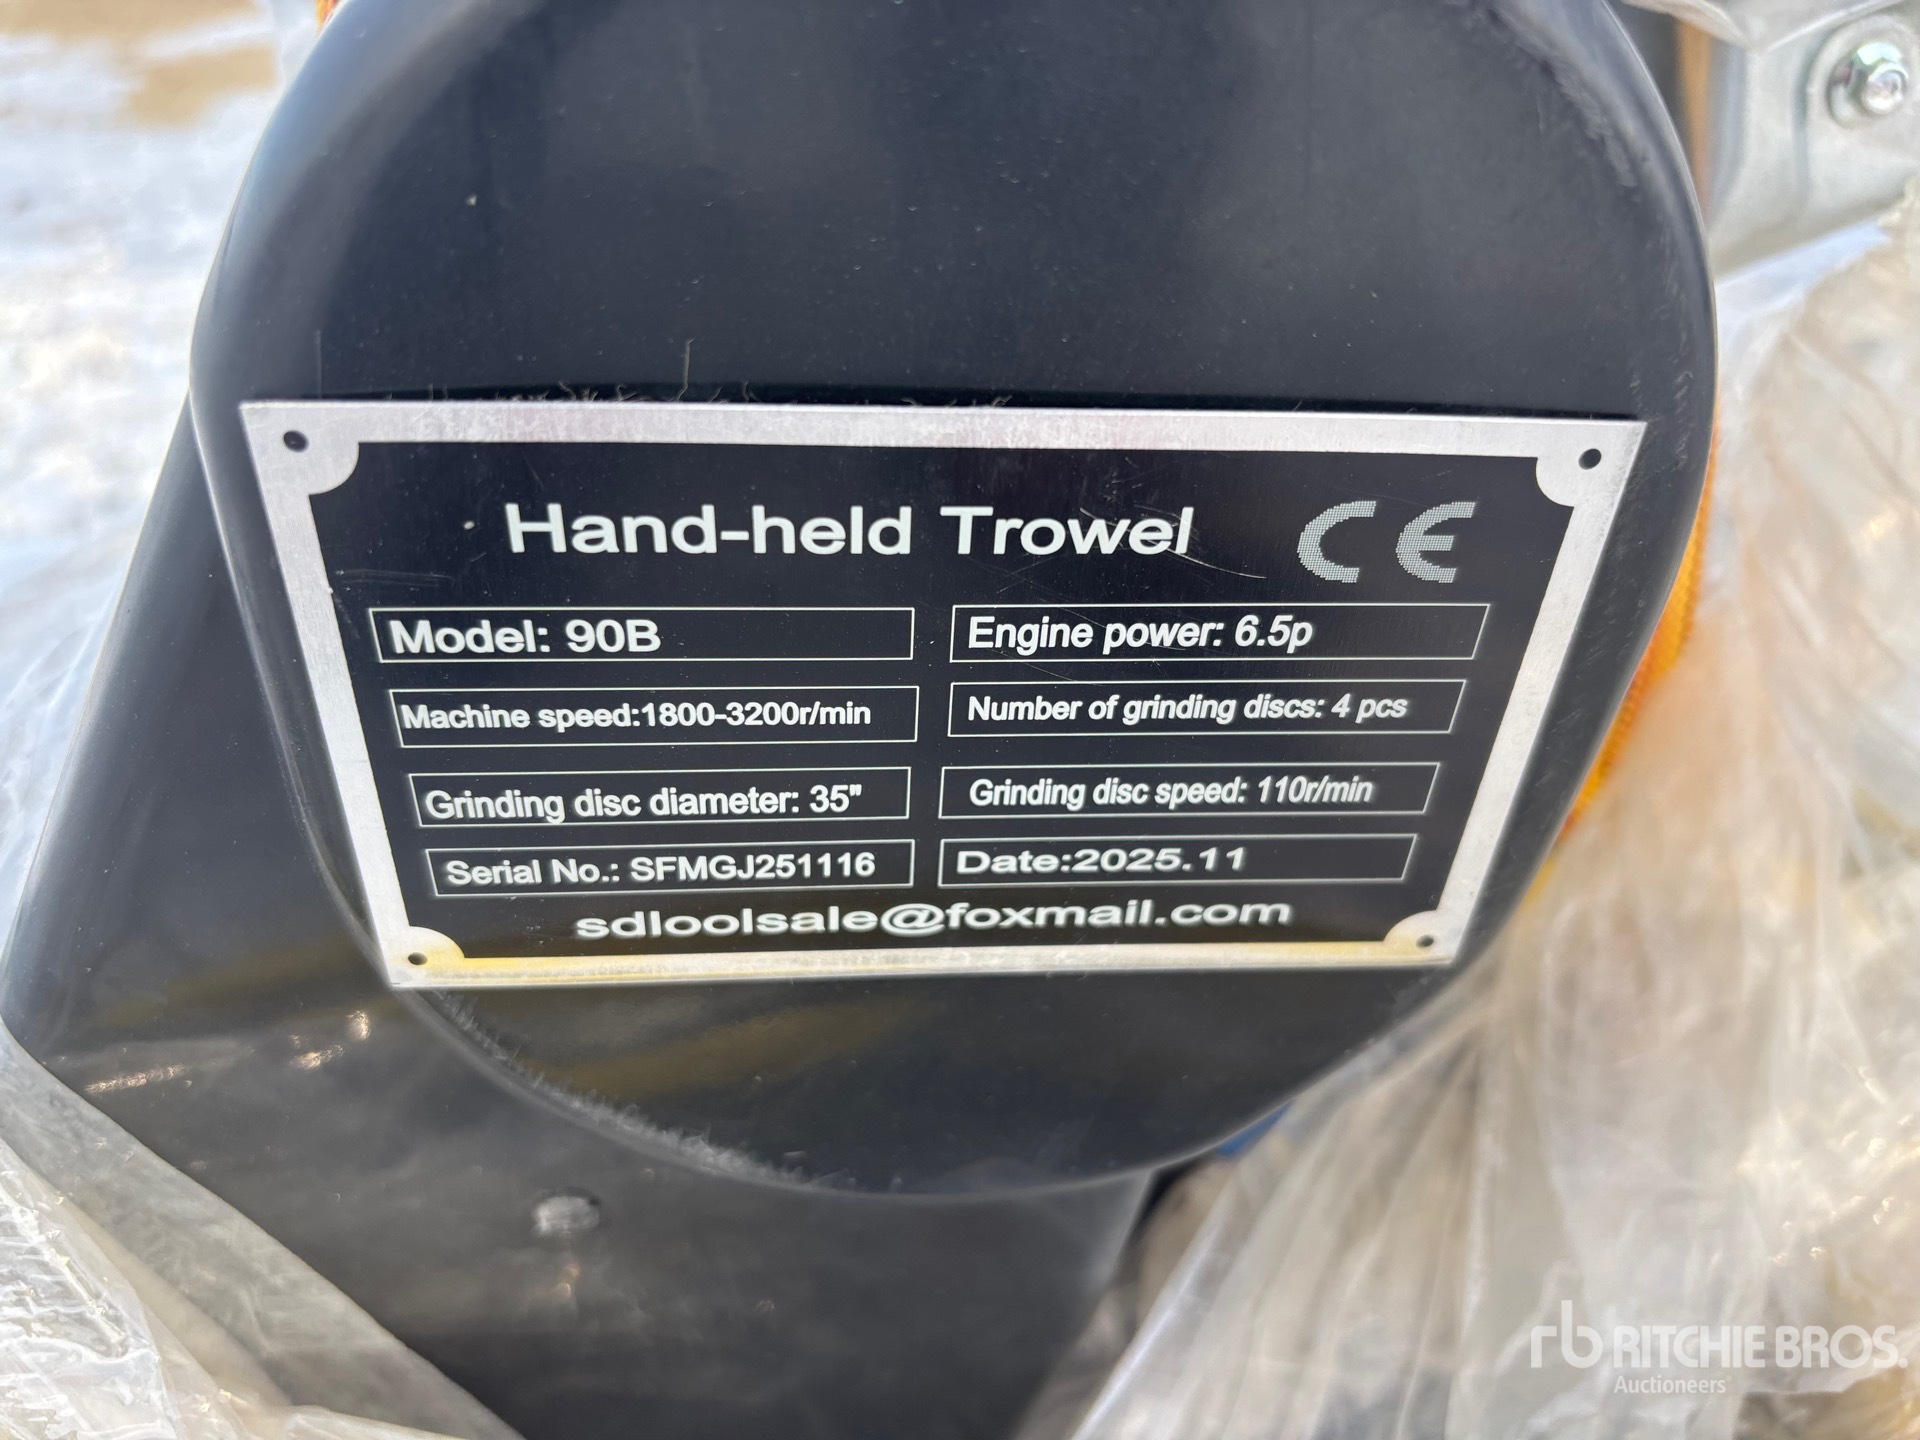 Hand-held Trowel CE
Model: 90B
Engine power: 6.5p
Machine speed:1800-3200r/min
Number of grinding discs: 4 pcs
Grinding disc diameter: 35"
Grinding disc speed: 110r/min
Serial No.: SFMGJ251116
Date:2025.11
sdloolsale@foxmail.com
rb RITCHIE BROS.
Auctioneers